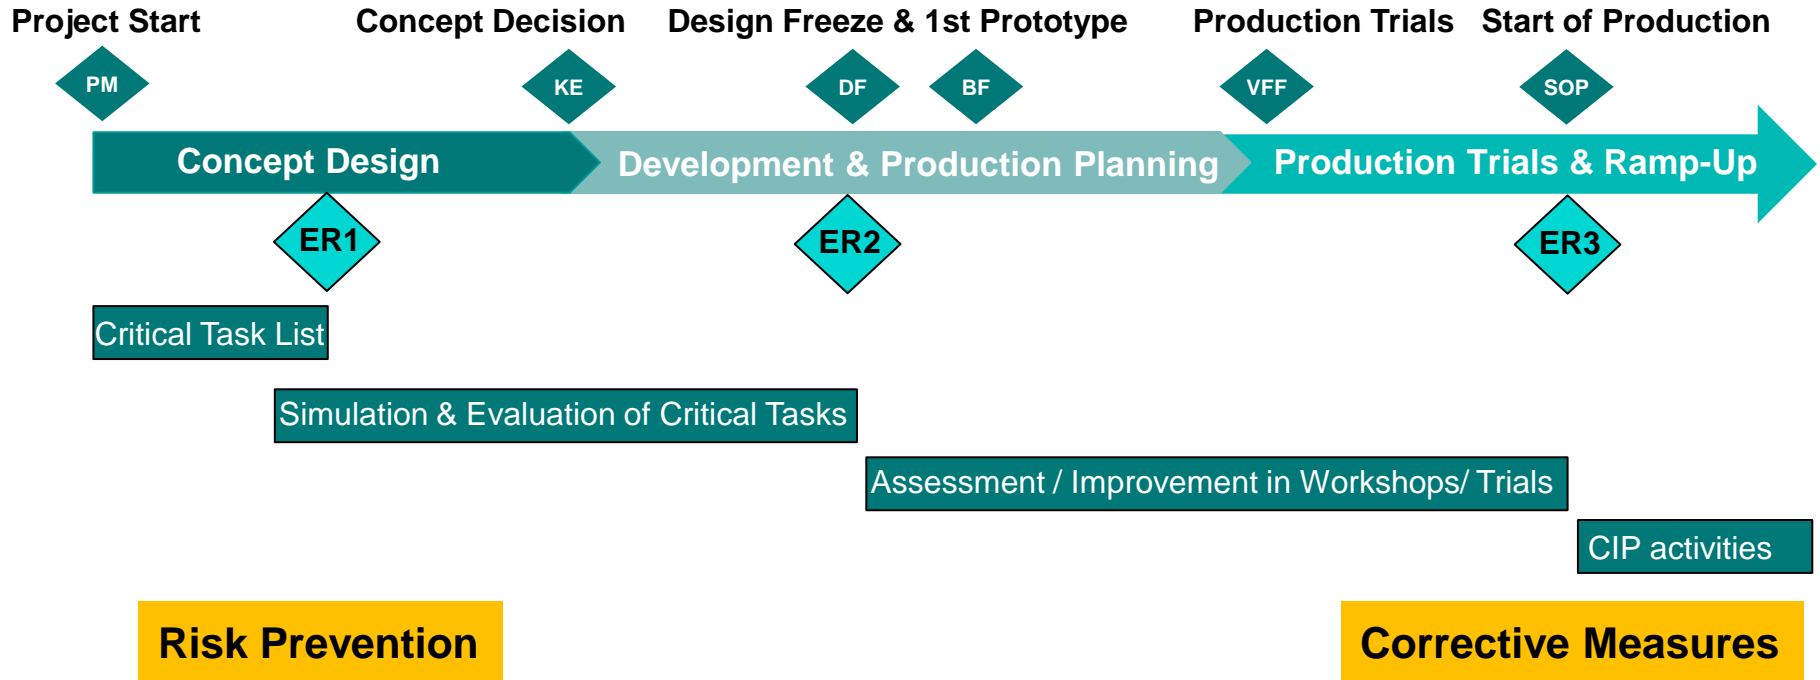 Project Start
Concept Decision
Design Freeze & 1st Prototype
Production Trials
Start of Production
PM
KE
DF
BF
VFF
SOP
Concept Design
Development & Production Planning
Production Trials & Ramp-Up
ER1
ER2
ER3
Critical Task List
Simulation & Evaluation of Critical Tasks
Assessment / Improvement in Workshops/ Trials
CIP activities
Risk Prevention
Corrective Measures